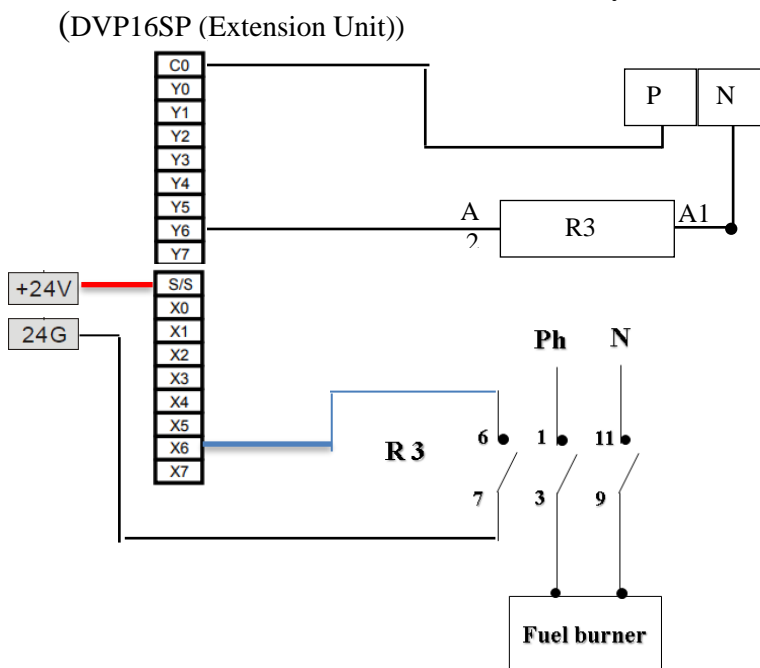 (DVP16SP (Extension Unit))
C0
Y0
Y1
Y2
Y3
Y4
Y5
Y6
Y7
P N
A
2
R3
A1
+24V
24G
S/S
X0
X1
X2
X3
X4
X5
X6
X7
Ph N
R 3
6 1 11
7 3 9
Fuel burner